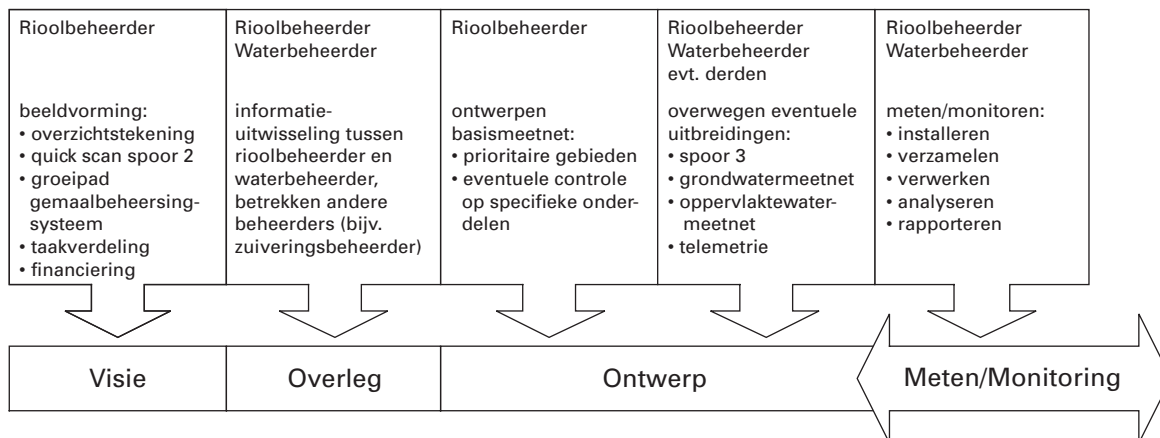 Rioolbeheerder
beeldvorming:
• overzichtstekening
• quick scan spoor 2
• groeipad
gemaalbeheersing-
systeem
• taakverdeling
• financiering
Rioolbeheerder
Waterbeheerder
informatie-
uitwisseling tussen
rioolbeheerder en
waterbeheerder,
betrekken andere
beheerders (bijv.
zuiveringsbeheerder)
Rioolbeheerder
ontwerpen
basismeetnet:
• prioritaire gebieden
• eventuele controle
op specifieke onder-
delen
Rioolbeheerder
Waterbeheerder
evt. derden
overwegen eventuele
uitbreidingen:
• spoor 3
• grondwatermeetnet
• oppervlaktewater-
meetnet
• telemetrie
Rioolbeheerder
Waterbeheerder
meten/monitoren:
• installeren
• verzamelen
• verwerken
• analyseren
• rapporteren
Visie
Overleg
Ontwerp
Meten/Monitoring